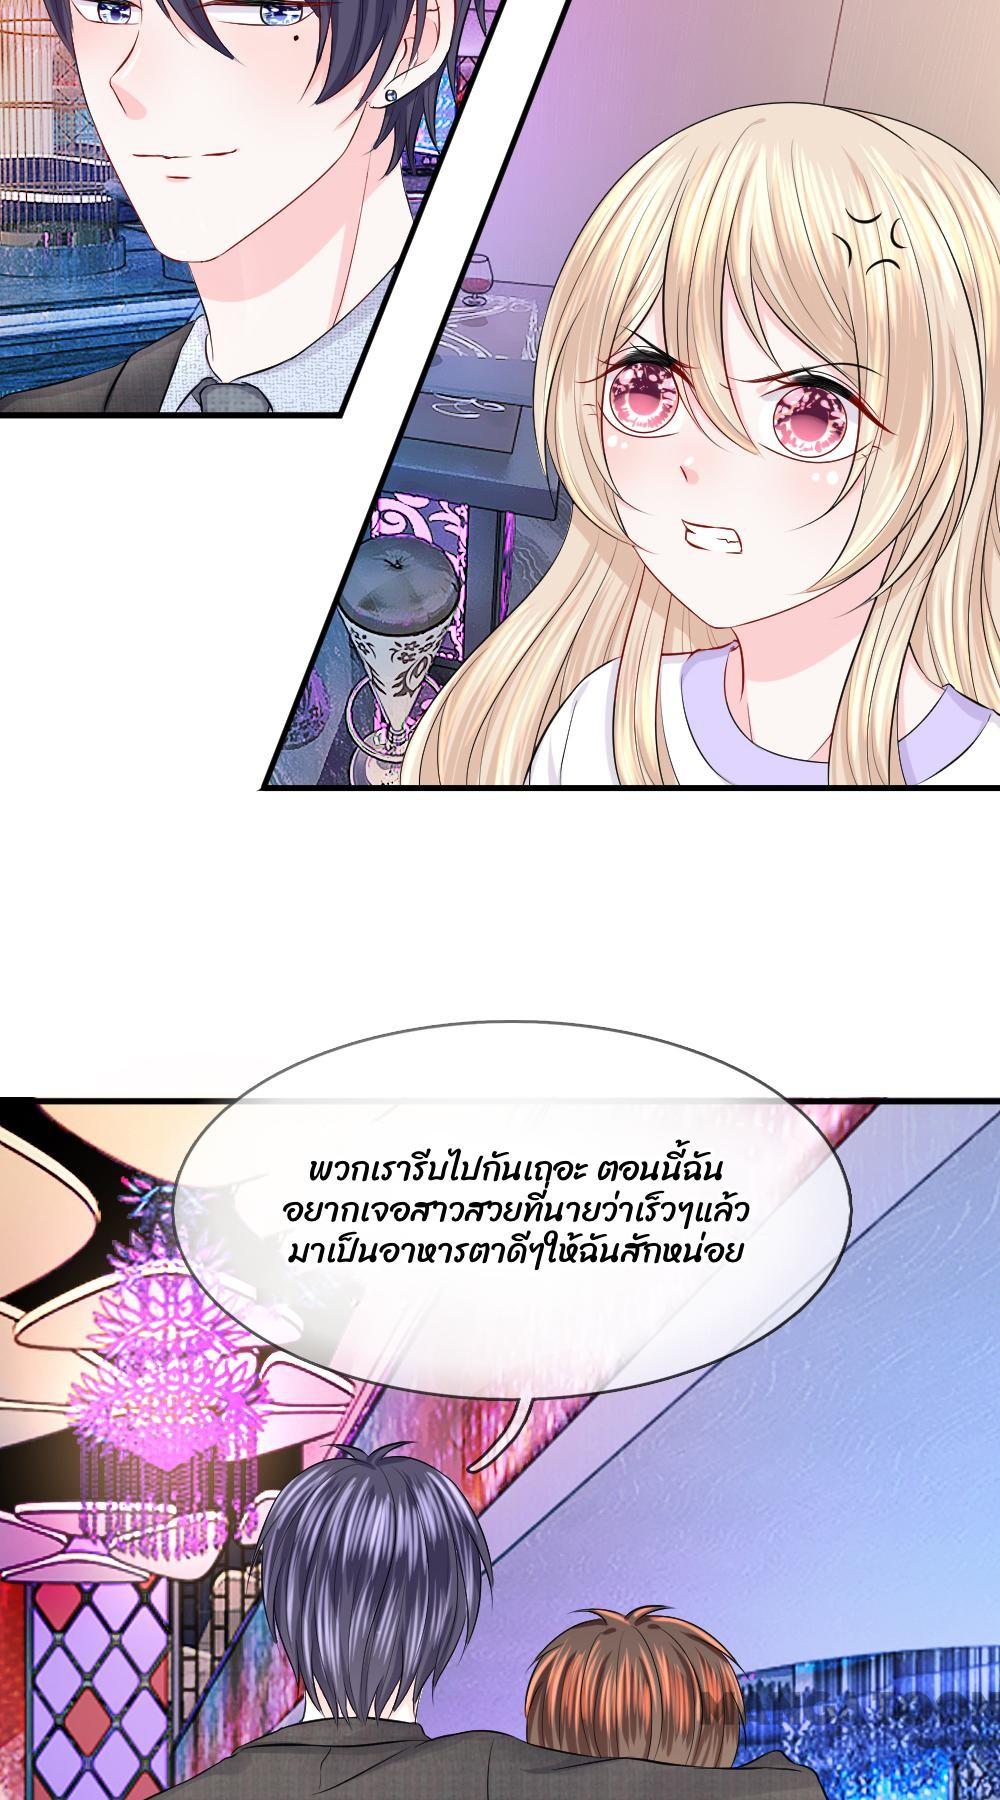 พวกเรารีบไปกันเถอะ ตอนนี้ฉัน
อยากเจอสาวสวยที่นายว่าเร็วๆแล้ว
มาเป็นอาหารตาดีๆให้ฉันสักหน่อย
MANGATOON